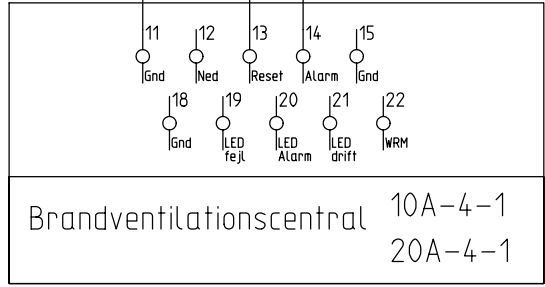 11 12 13 14 15
Gnd Ned Reset Alarm Gnd
18 19 20 21 22
Gnd LED LED LED WRM
fejl Alarm drift
Brandventilationscentral
10A-4-1
20A-4-1